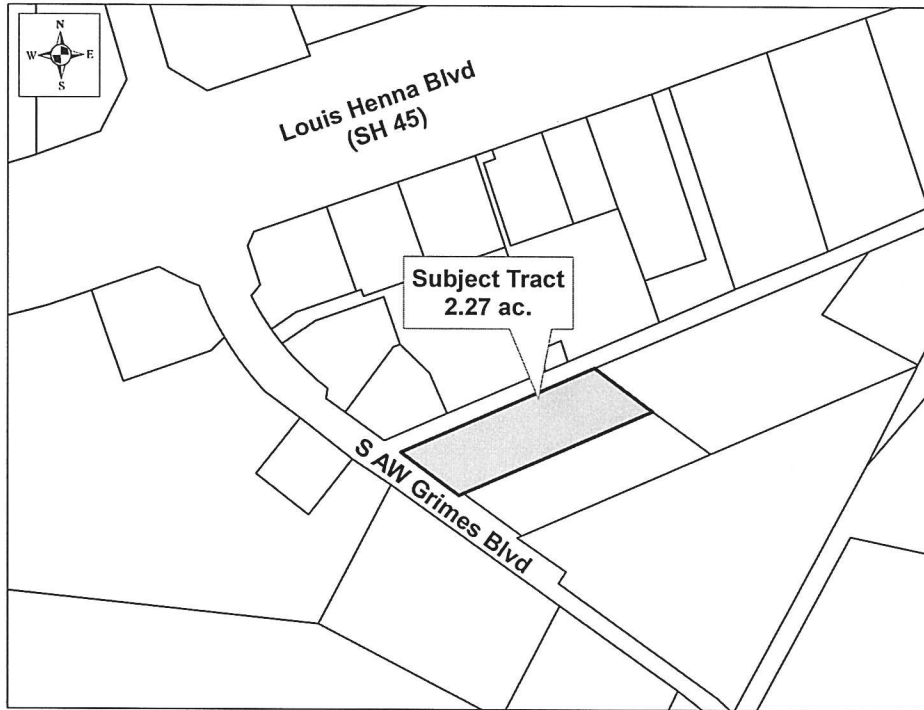 N
W E
S
Louis Henna Blvd
(SH 45)
Subject Tract
2.27 ac.
S AW Grimes Blvd